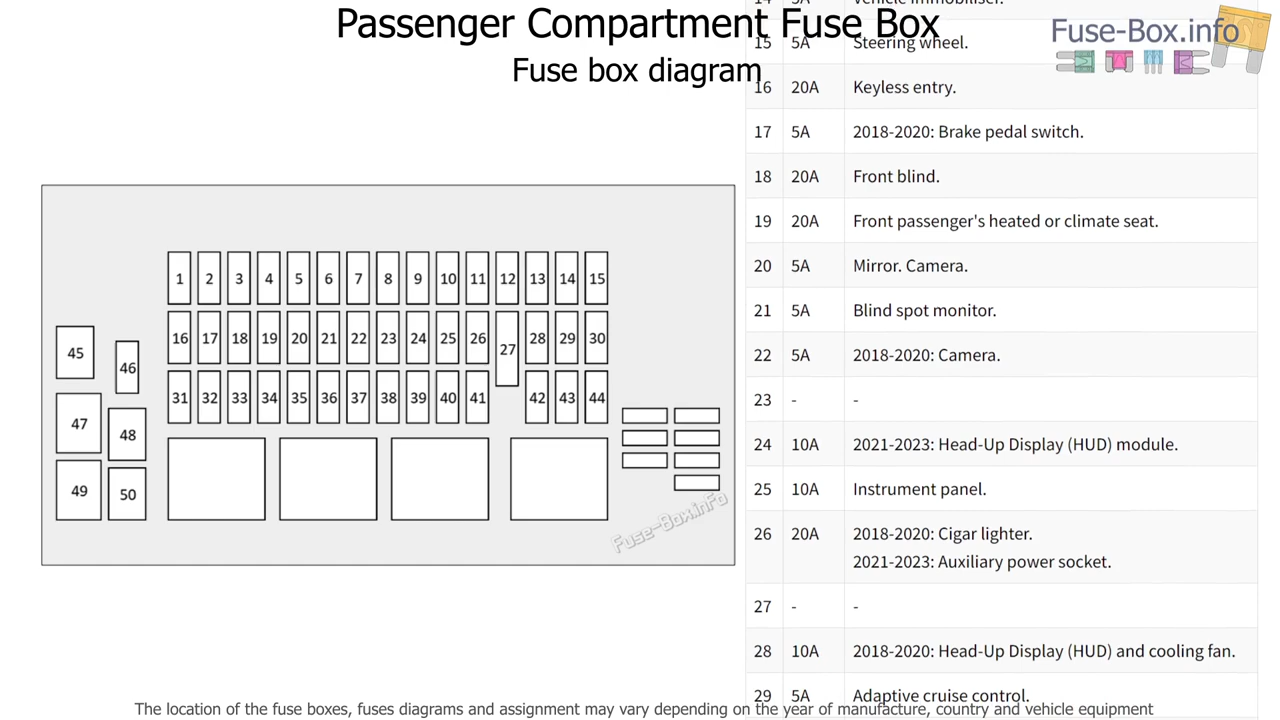 Passenger Compartment Fuse Box
Fuse box diagram
Fuse-Box.info
14 5A Vehicle immobiliser.
15 5A Steering wheel.
16 20A Keyless entry.
17 5A 2018-2020: Brake pedal switch.
18 20A Front blind.
19 20A Front passenger's heated or climate seat.
20 5A Mirror. Camera.
21 5A Blind spot monitor.
22 5A 2018-2020: Camera.
23 - -
24 10A 2021-2023: Head-Up Display (HUD) module.
25 10A Instrument panel.
26 20A 2018-2020: Cigar lighter.
2021-2023: Auxiliary power socket.
27 - -
28 10A 2018-2020: Head-Up Display (HUD) and cooling fan.
29 5A Adaptive cruise control.
1 2 3 4 5 6 7 8 9 10 11 12 13 14 15
16 17 18 19 20 21 22 23 24 25 26 27 28 29 30
31 32 33 34 35 36 37 38 39 40 41 42 43 44
45 46
47 48
49 50
Fuse-Box.info
The location of the fuse boxes, fuses diagrams and assignment may vary depending on the year of manufacture, country and vehicle equipment